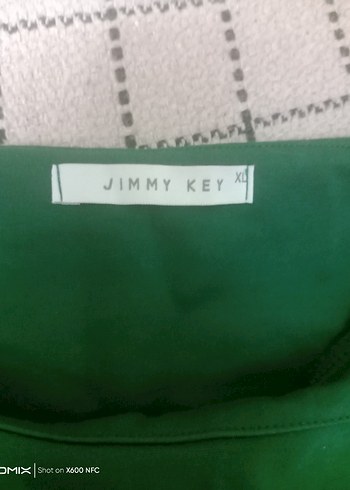 JIMMY KEY XL
OMIX Shot on X600 NFC